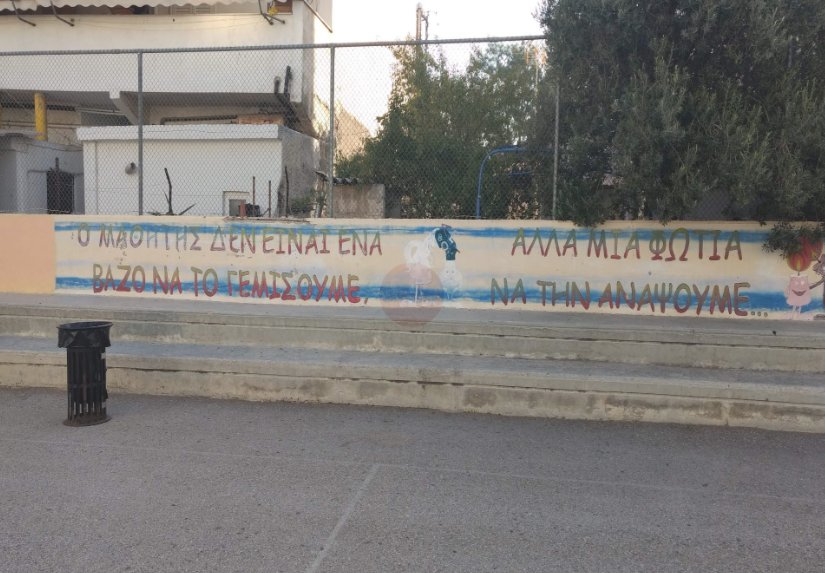 Ο ΜΑΘΗΤΗΣ ΔΕΝ ΕΙΝΑΙ ΕΝΑ
ΒΑΖΟ ΝΑ ΤΟ ΓΕΜΙΣΟΥΜΕ,
ΑΛΛΑ ΜΙΑ ΦΩΤΙΑ
ΝΑ ΤΗΝ ΑΝΑΨΟΥΜΕ...